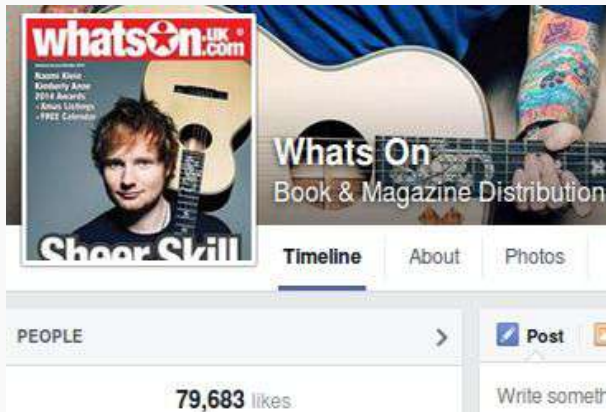 whatsOn.UK.com
Naomi Klein
Kimberly Anne
2014 Awards
+Xmas Listings
+FREE Calendar
Sheer Skill
Whats On
Book & Magazine Distribution
Timeline About Photos
PEOPLE
79,683 likes
Post
Write someth